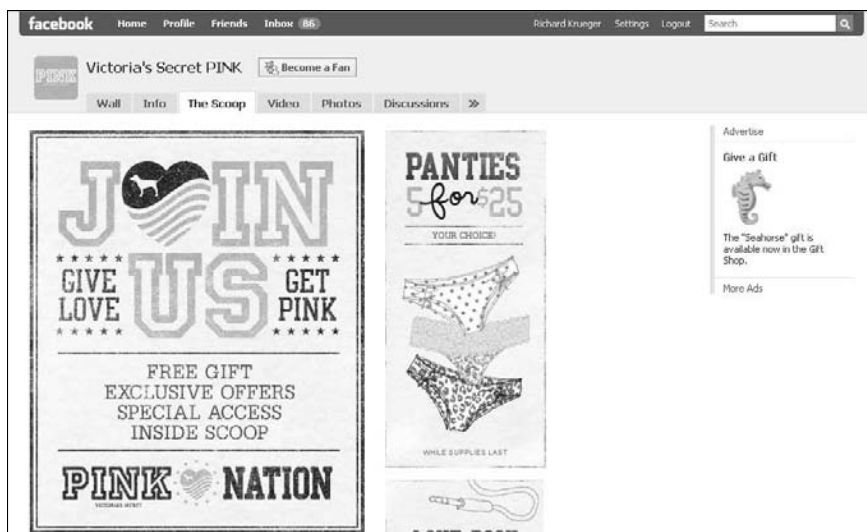 facebook Home Profile Friends Inbox 86 Richard Krueger Settings Logout Search
PINK
Victoria's Secret PINK Become a Fan
Wall Info The Scoop Video Photos Discussions »
JOIN
US
GIVE
LOVE
GET
PINK
FREE GIFT
EXCLUSIVE OFFERS
SPECIAL ACCESS
INSIDE SCOOP
PINK NATION
VICTORIA'S SECRET
PANTIES
5 for $25
YOUR CHOICE!
WHILE SUPPLIES LAST
Advertise
Give a Gift
The "Seahorse" gift is
available now in the Gift
Shop.
More Ads